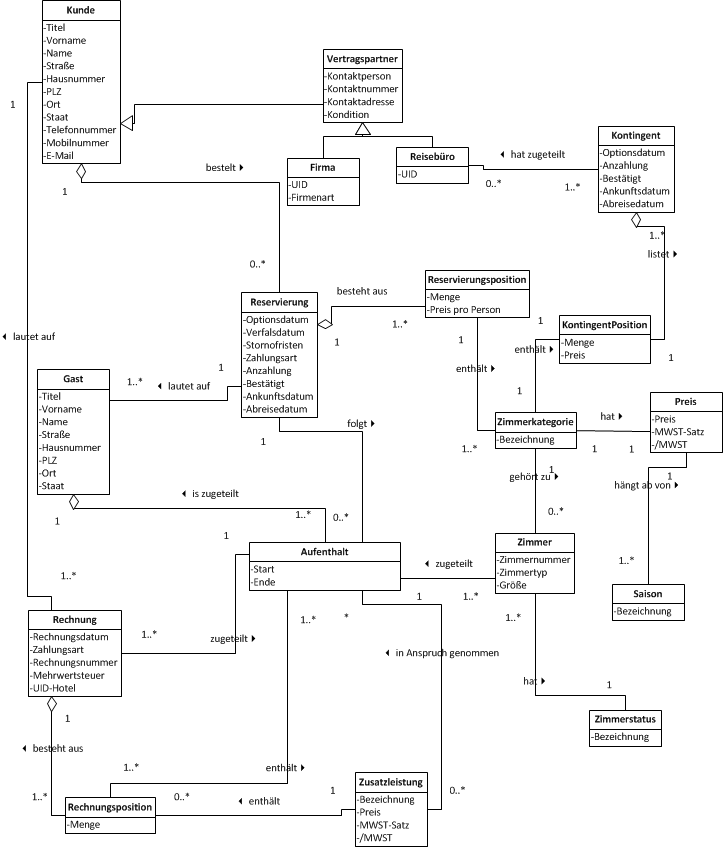 Kunde
-Titel
-Vorname
-Name
-Straße
-Hausnummer
-PLZ
-Ort
-Staat
-Telefonnummer
-Mobilnummer
-E-Mail
Vertragspartner
-Kontaktperson
-Kontaktnummer
-Kontaktadresse
-Kondition
Firma
-UID
-Firmenart
Reisebüro
-UID
hat zugeteilt
0..*
1..*
Kontingent
-Optionsdatum
-Anzahlung
-Bestätigt
-Ankunftsdatum
-Abreisedatum
1
1
bestelt
0..*
1..*
listet
Reservierung
-Optionsdatum
-Verfalsdatum
-Stornofristen
-Zahlungsart
-Anzahlung
-Bestätigt
-Ankunftsdatum
-Abreisedatum
besteht aus
1
1..*
Reservierungsposition
-Menge
-Preis pro Person
KontingentPosition
-Menge
-Preis
1
1
enthält
1
1
enthält
1..*
lautet auf
Gast
-Titel
-Vorname
-Name
-Straße
-Hausnummer
-PLZ
-Ort
-Staat
1..*
lautet auf
1
Zimmerkategorie
-Bezeichnung
hat
1
1
Preis
-Preis
-MWST-Satz
-/MWST
folgt
1
1
gehört zu
0..*
1
hängt ab von
1..*
is zugeteilt
1
1..*
0..*
1
Aufenthalt
-Start
-Ende
zugeteilt
1
1..*
Zimmer
-Zimmernummer
-Zimmertyp
-Größe
Saison
-Bezeichnung
1..*
Rechnung
-Rechnungsdatum
-Zahlungsart
-Rechnungsnummer
-Mehrwertsteuer
-UID-Hotel
1..*
zugeteilt
1..*
*
in Anspruch genommen
1..*
hat
1
Zimmerstatus
-Bezeichnung
1
besteht aus
1..*
1..*
enthält
Rechnungsposition
-Menge
0..*
enthält
1
Zusatzleistung
-Bezeichnung
-Preis
-MWST-Satz
-/MWST
0..*